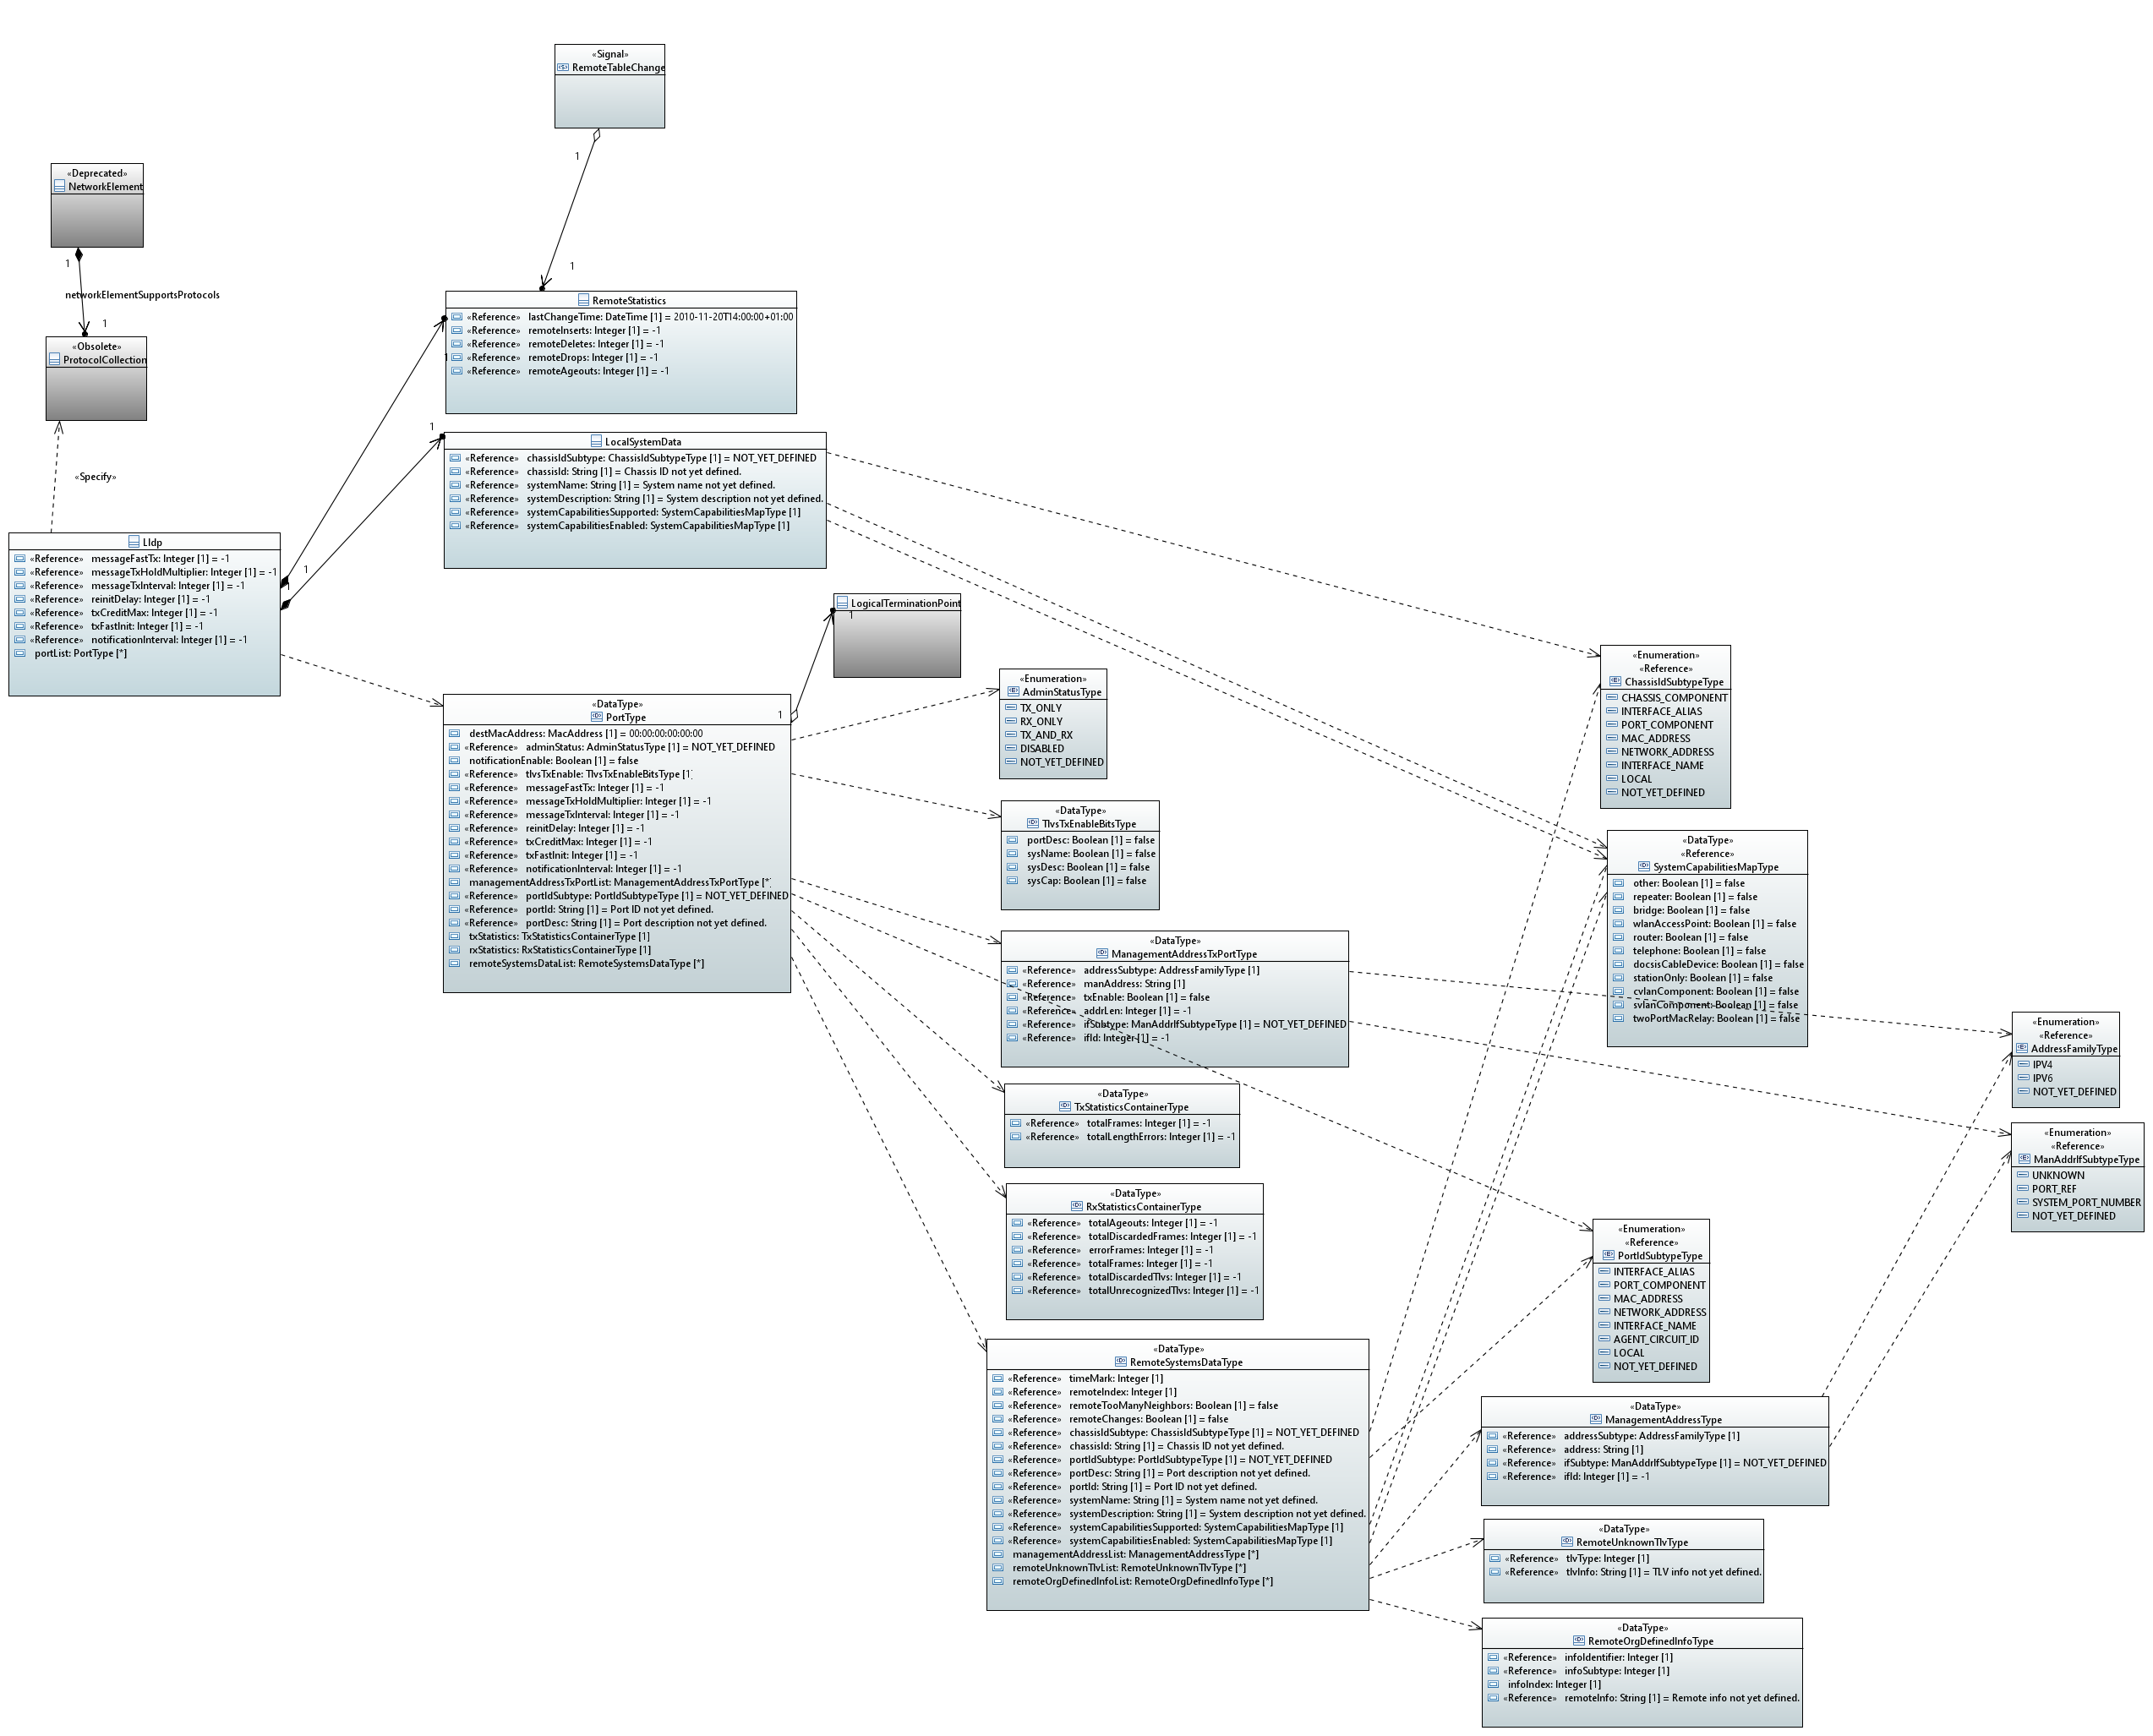 «Signal»
RemoteTableChange
1
1
«Deprecated»
NetworkElement
1
networkElementSupportsProtocols
1
«Obsolete»
ProtocolCollection
«Specify»
RemoteStatistics
«Reference» lastChangeTime: DateTime [1] = 2010-11-20T14:00:00+01:00
«Reference» remoteInserts: Integer [1] = -1
«Reference» remoteDeletes: Integer [1] = -1
1
«Reference» remoteDrops: Integer [1] = -1
«Reference» remoteAgeouts: Integer [1] = -1
1
LocalSystemData
«Reference» chassisIdSubtype: ChassisIdSubtypeType [1] = NOT_YET_DEFINED
«Reference» chassisId: String [1] = Chassis ID not yet defined.
«Reference» systemName: String [1] = System name not yet defined.
«Reference» systemDescription: String [1] = System description not yet defined.
«Reference» systemCapabilitiesSupported: SystemCapabilitiesMapType [1]
«Reference» systemCapabilitiesEnabled: SystemCapabilitiesMapType [1]
Lldp
«Reference» messageFastTx: Integer [1] = -1
«Reference» messageTxHoldMultiplier: Integer [1] = -1
«Reference» messageTxInterval: Integer [1] = -1
«Reference» reinitDelay: Integer [1] = -1
«Reference» txCreditMax: Integer [1] = -1
«Reference» txFastInit: Integer [1] = -1
«Reference» notificationInterval: Integer [1] = -1
portList: PortType [*]
1
1
LogicalTerminationPoint
1
«DataType»
PortType
1
destMacAddress: MacAddress [1] = 00:00:00:00:00:00
«Reference» adminStatus: AdminStatusType [1] = NOT_YET_DEFINED
notificationEnable: Boolean [1] = false
«Reference» tlvsTxEnable: TlvsTxEnableBitsType [1]
«Reference» messageFastTx: Integer [1] = -1
«Reference» messageTxHoldMultiplier: Integer [1] = -1
«Reference» messageTxInterval: Integer [1] = -1
«Reference» reinitDelay: Integer [1] = -1
«Reference» txCreditMax: Integer [1] = -1
«Reference» txFastInit: Integer [1] = -1
«Reference» notificationInterval: Integer [1] = -1
managementAddressTxPortList: ManagementAddressTxPortType [*]
«Reference» portIdSubtype: PortIdSubtypeType [1] = NOT_YET_DEFINED
«Reference» portId: String [1] = Port ID not yet defined.
«Reference» portDesc: String [1] = Port description not yet defined.
txStatistics: TxStatisticsContainerType [1]
rxStatistics: RxStatisticsContainerType [1]
remoteSystemsDataList: RemoteSystemsDataType [*]
«Enumeration»
AdminStatusType
TX_ONLY
RX_ONLY
TX_AND_RX
DISABLED
NOT_YET_DEFINED
«DataType»
TlvsTxEnableBitsType
portDesc: Boolean [1] = false
sysName: Boolean [1] = false
sysDesc: Boolean [1] = false
sysCap: Boolean [1] = false
«DataType»
ManagementAddressTxPortType
«Reference» addressSubtype: AddressFamilyType [1]
«Reference» manAddress: String [1]
«Reference» txEnable: Boolean [1] = false
«Reference» addrLen: Integer [1] = -1
«Reference» ifSubtype: ManAddrIfSubtypeType [1] = NOT_YET_DEFINED
«Reference» ifId: Integer [1] = -1
«DataType»
TxStatisticsContainerType
«Reference» totalFrames: Integer [1] = -1
«Reference» totalLengthErrors: Integer [1] = -1
«DataType»
RxStatisticsContainerType
«Reference» totalAgeouts: Integer [1] = -1
«Reference» totalDiscardedFrames: Integer [1] = -1
«Reference» errorFrames: Integer [1] = -1
«Reference» totalFrames: Integer [1] = -1
«Reference» totalDiscardedTlvs: Integer [1] = -1
«Reference» totalUnrecognizedTlvs: Integer [1] = -1
«DataType»
RemoteSystemsDataType
«Reference» timeMark: Integer [1]
«Reference» remoteIndex: Integer [1]
«Reference» remoteTooManyNeighbors: Boolean [1] = false
«Reference» remoteChanges: Boolean [1] = false
«Reference» chassisIdSubtype: ChassisIdSubtypeType [1] = NOT_YET_DEFINED
«Reference» chassisId: String [1] = Chassis ID not yet defined.
«Reference» portIdSubtype: PortIdSubtypeType [1] = NOT_YET_DEFINED
«Reference» portDesc: String [1] = Port description not yet defined.
«Reference» portId: String [1] = Port ID not yet defined.
«Reference» systemName: String [1] = System name not yet defined.
«Reference» systemDescription: String [1] = System description not yet defined.
«Reference» systemCapabilitiesSupported: SystemCapabilitiesMapType [1]
«Reference» systemCapabilitiesEnabled: SystemCapabilitiesMapType [1]
managementAddressList: ManagementAddressType [*]
remoteUnknownTlvList: RemoteUnknownTlvType [*]
remoteOrgDefinedInfoList: RemoteOrgDefinedInfoType [*]
«Enumeration»
«Reference»
ChassisIdSubtypeType
CHASSIS_COMPONENT
INTERFACE_ALIAS
PORT_COMPONENT
MAC_ADDRESS
NETWORK_ADDRESS
INTERFACE_NAME
LOCAL
NOT_YET_DEFINED
«DataType»
«Reference»
SystemCapabilitiesMapType
other: Boolean [1] = false
repeater: Boolean [1] = false
bridge: Boolean [1] = false
wlanAccessPoint: Boolean [1] = false
router: Boolean [1] = false
telephone: Boolean [1] = false
docsisCableDevice: Boolean [1] = false
stationOnly: Boolean [1] = false
cvlanComponent: Boolean [1] = false
svlanComponent: Boolean [1] = false
twoPortMacRelay: Boolean [1] = false
«Enumeration»
«Reference»
AddressFamilyType
IPV4
IPV6
NOT_YET_DEFINED
«Enumeration»
«Reference»
ManAddrIfSubtypeType
UNKNOWN
PORT_REF
SYSTEM_PORT_NUMBER
NOT_YET_DEFINED
«Enumeration»
«Reference»
PortIdSubtypeType
INTERFACE_ALIAS
PORT_COMPONENT
MAC_ADDRESS
NETWORK_ADDRESS
INTERFACE_NAME
AGENT_CIRCUIT_ID
LOCAL
NOT_YET_DEFINED
«DataType»
ManagementAddressType
«Reference» addressSubtype: AddressFamilyType [1]
«Reference» address: String [1]
«Reference» ifSubtype: ManAddrIfSubtypeType [1] = NOT_YET_DEFINED
«Reference» ifId: Integer [1] = -1
«DataType»
RemoteUnknownTlvType
«Reference» tlvType: Integer [1]
«Reference» tlvInfo: String [1] = TLV info not yet defined.
«DataType»
RemoteOrgDefinedInfoType
«Reference» infoIdentifier: Integer [1]
«Reference» infoSubtype: Integer [1]
infoIndex: Integer [1]
«Reference» remoteInfo: String [1] = Remote info not yet defined.